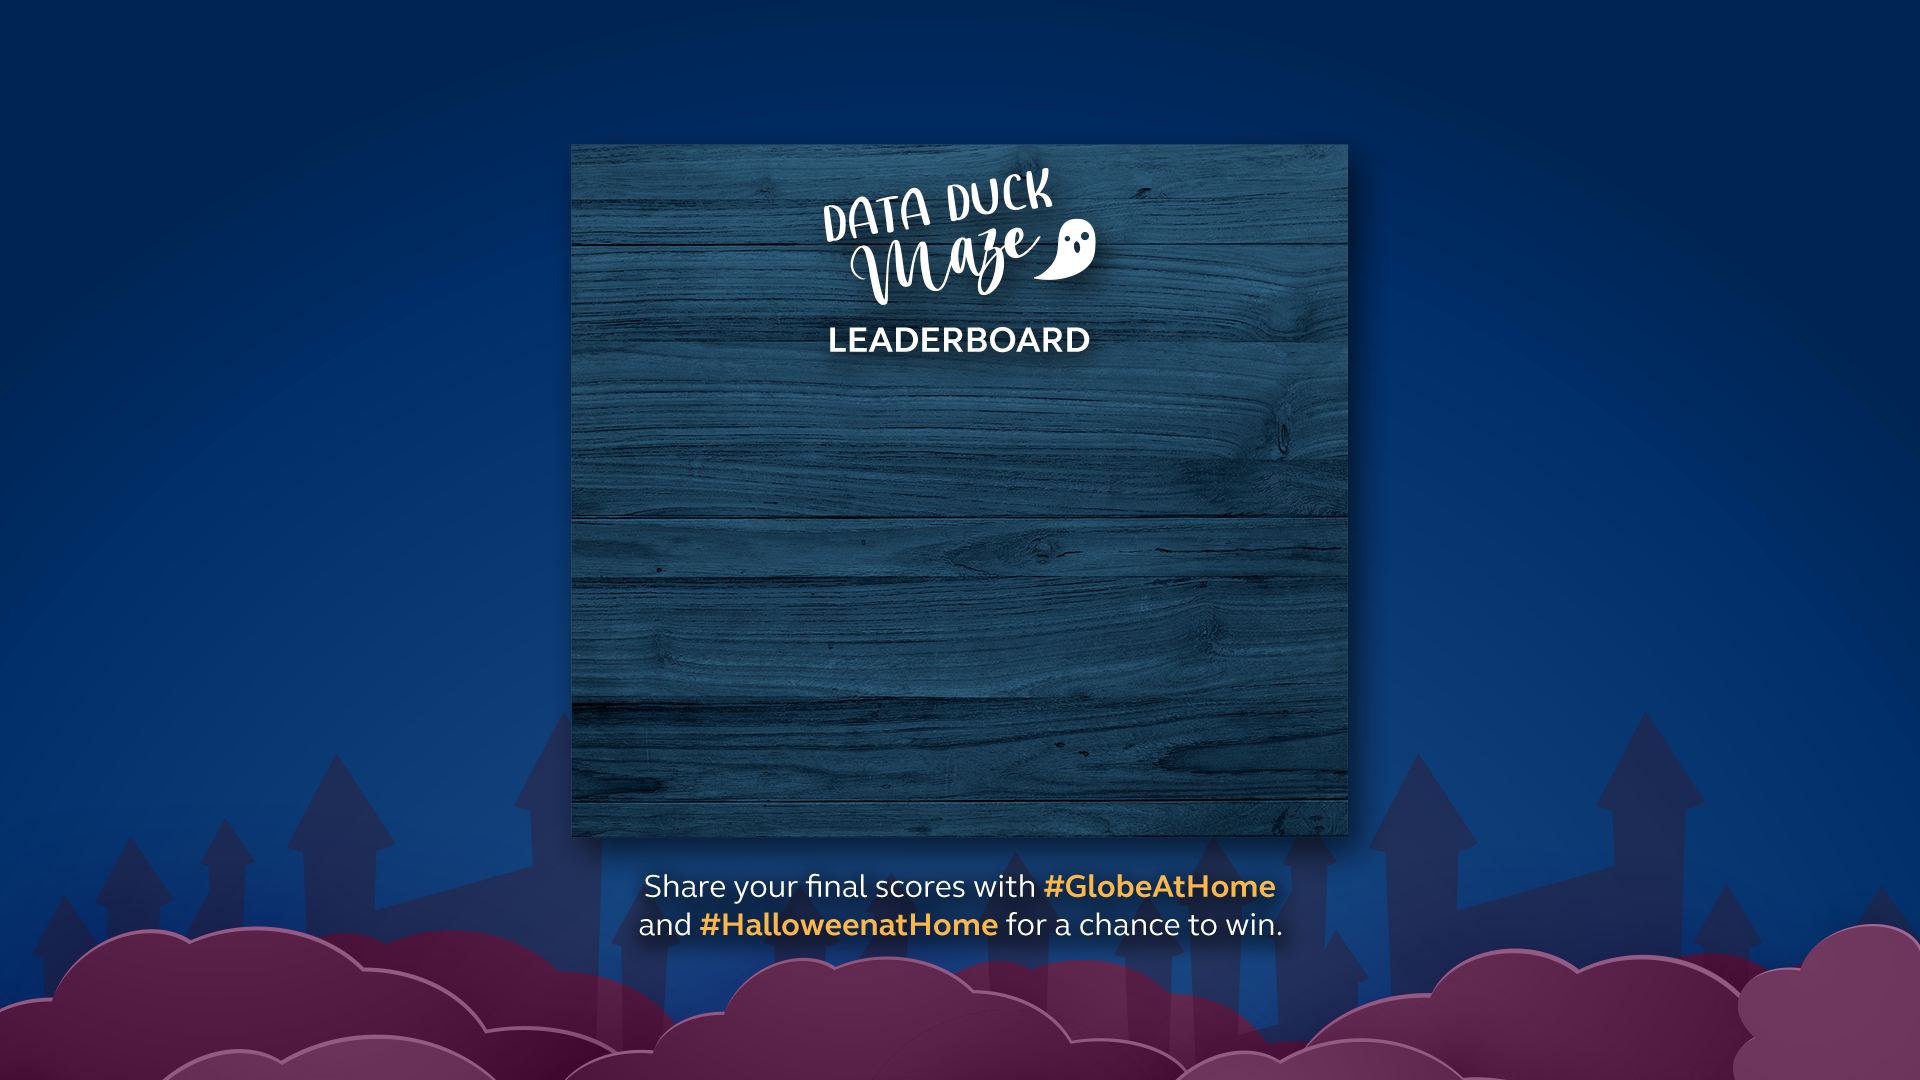 DATA DUCK
Maze
LEADERBOARD
Share your final scores with #GlobeAtHome
and #HalloweenatHome for a chance to win.